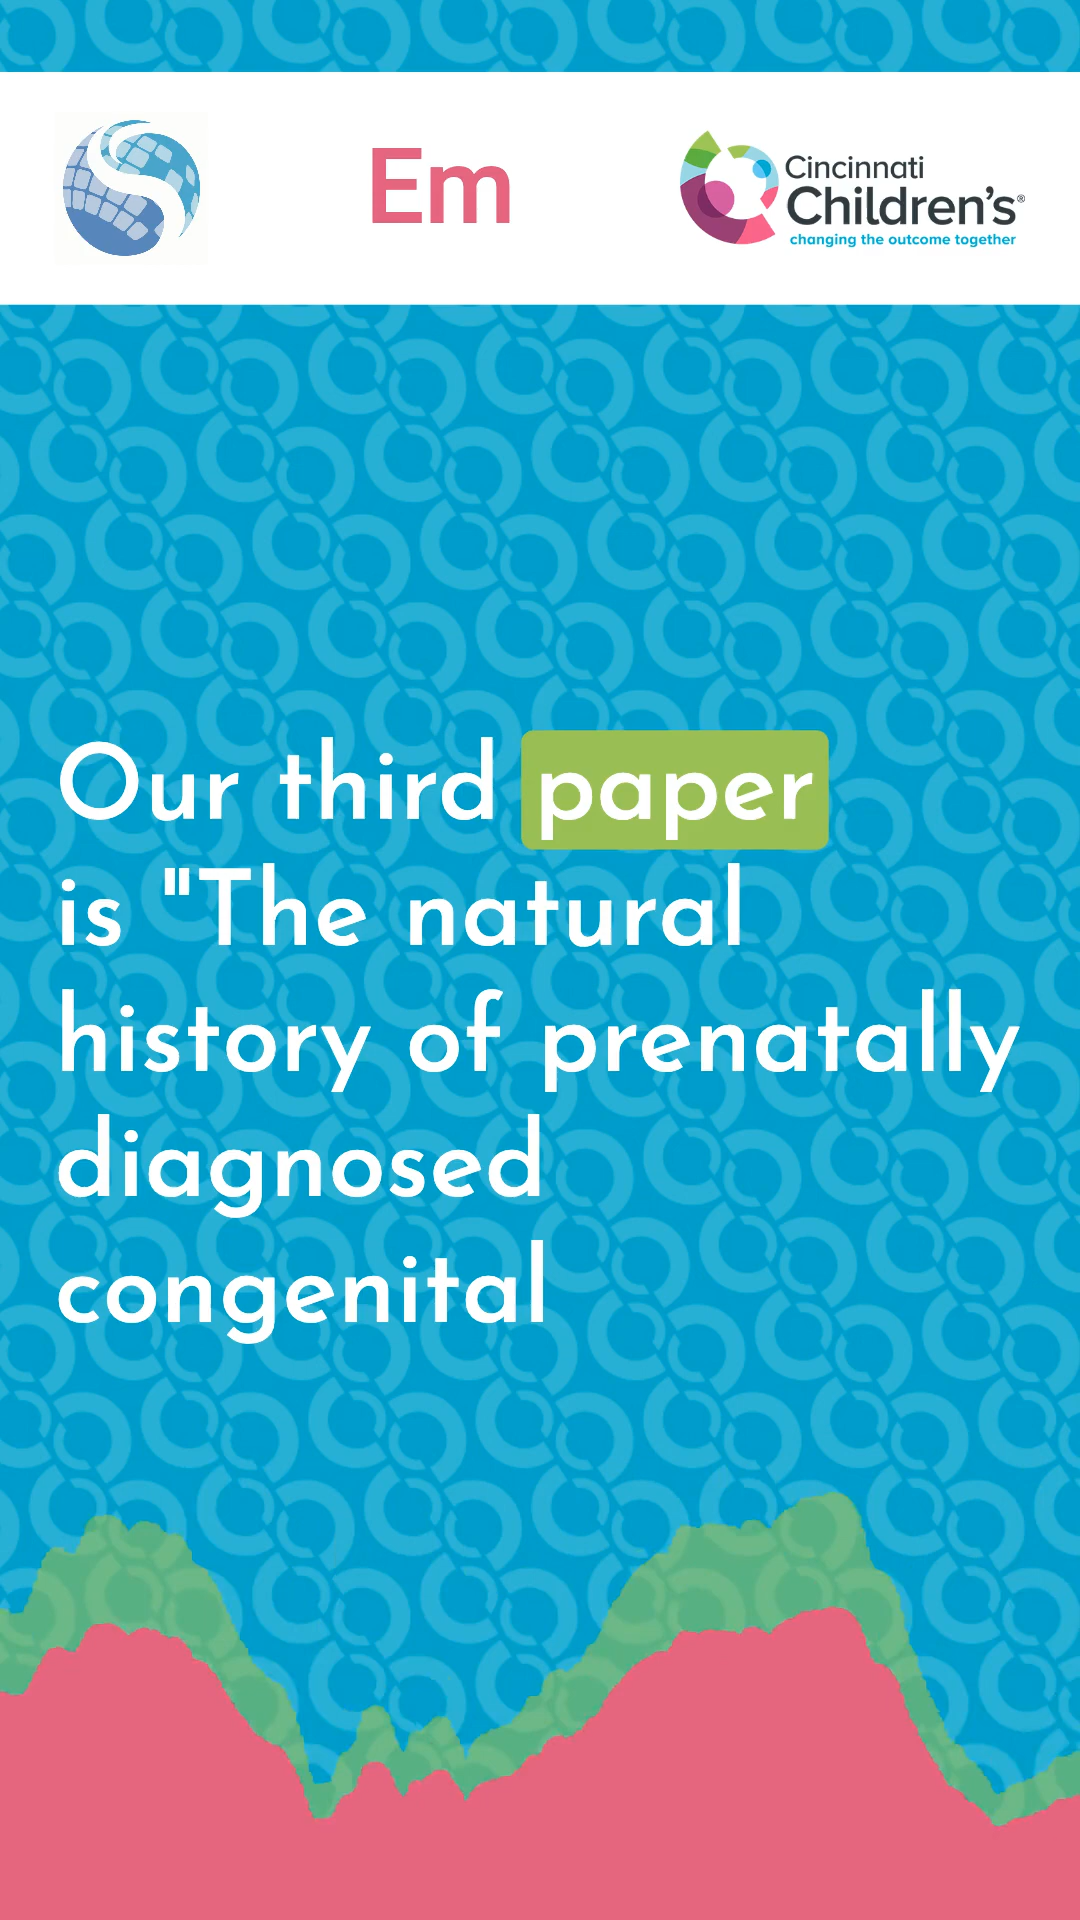 Em
Cincinnati
Children's®
changing the outcome together
Our third paper
is "The natural
history of prenatally
diagnosed
congenital